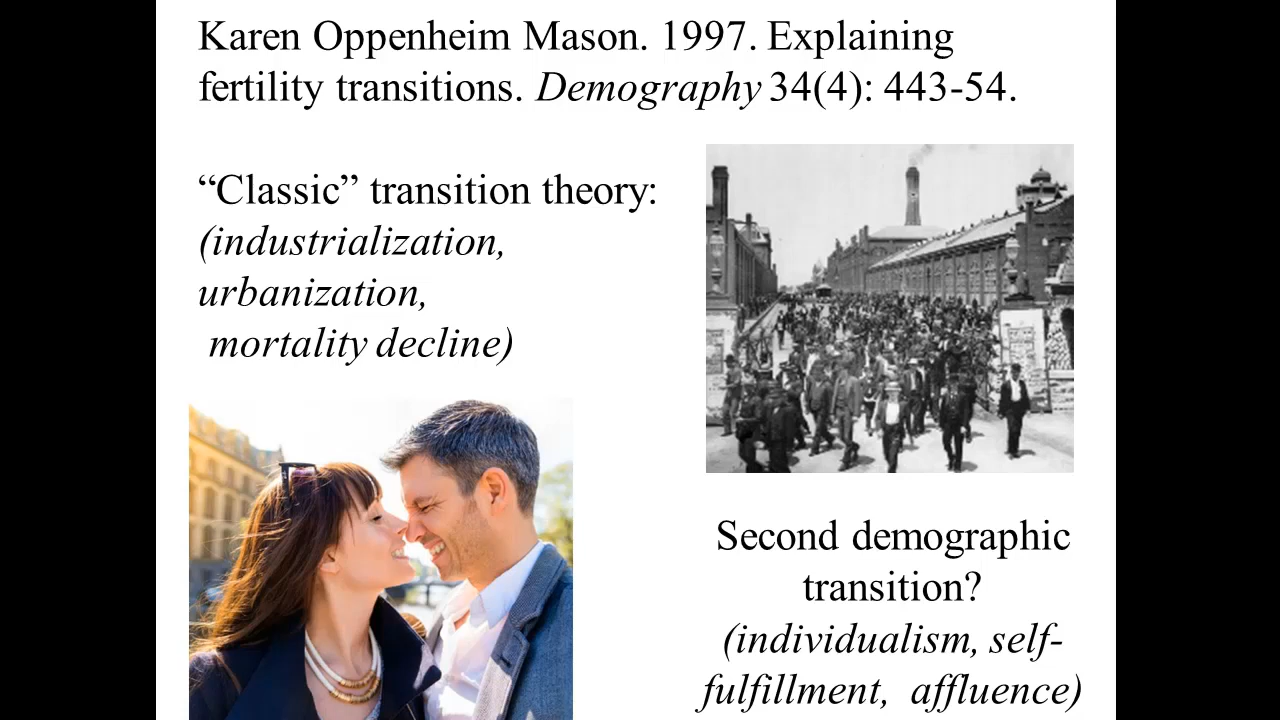 Karen Oppenheim Mason. 1997. Explaining
fertility transitions. Demography 34(4): 443-54.
“Classic” transition theory:
(industrialization,
urbanization,
mortality decline)
Second demographic
transition?
(individualism, self-
fulfillment, affluence)